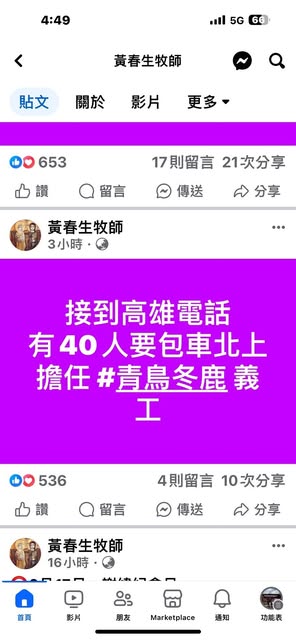 4:49
5G 66
黃春生牧師
貼文 關於 影片 更多
653 17則留言 21次分享
讚 留言 傳送 分享
黃春生牧師
3小時 ·
接到高雄電話
有40人要包車北上
擔任 #青鳥冬鹿 義
工
536 4則留言 10次分享
讚 留言 傳送 分享
黃春生牧師
16小時 ·
首頁 影片 朋友 Marketplace 通知 功能表